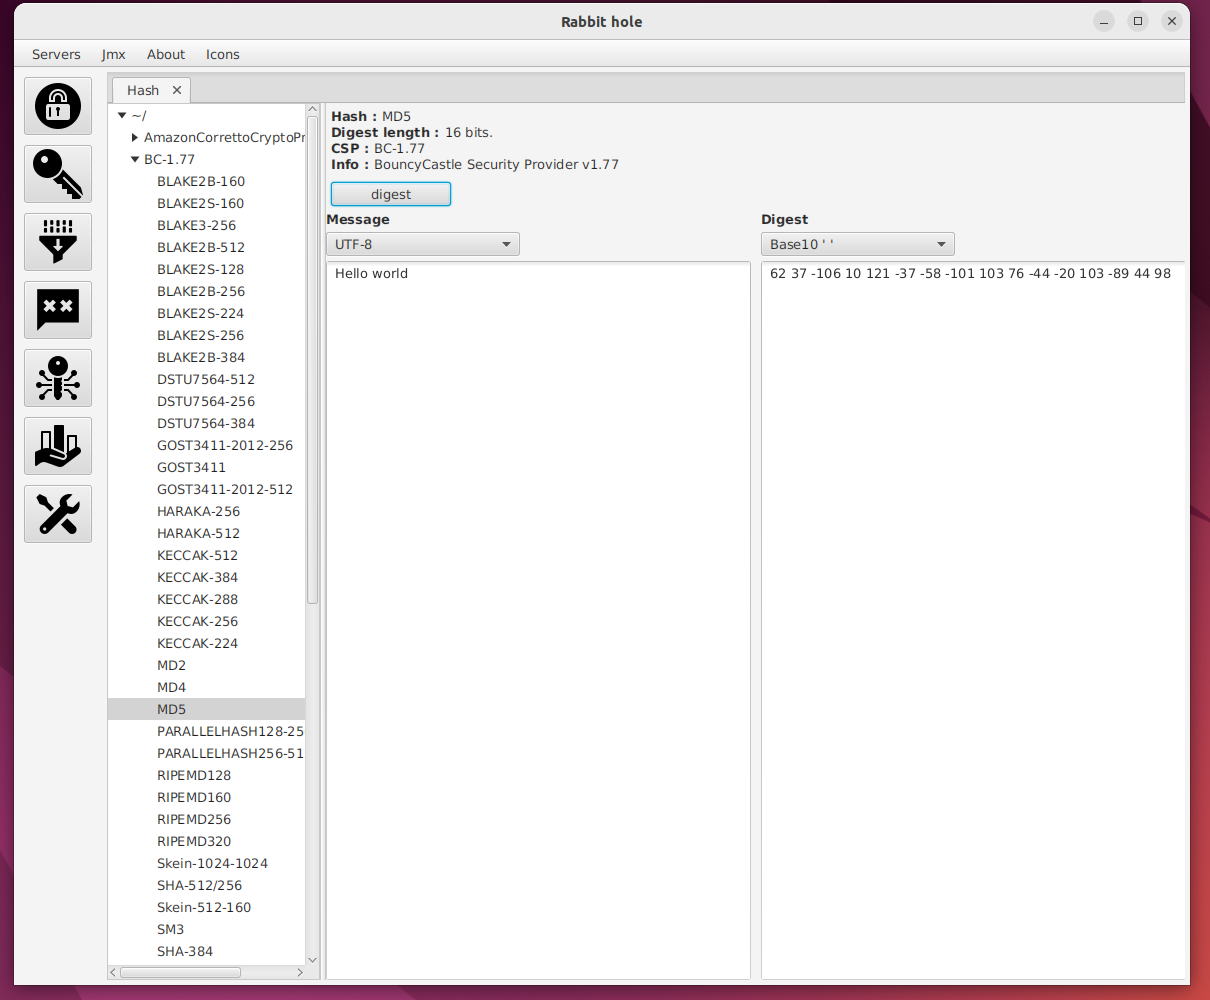 Rabbit hole
Servers Jmx About Icons
Hash
~/
AmazonCorrettoCryptoPr
BC-1.77
BLAKE2B-160
BLAKE2S-160
BLAKE3-256
BLAKE2B-512
BLAKE2S-128
BLAKE2B-256
BLAKE2S-224
BLAKE2S-256
BLAKE2B-384
DSTU7564-512
DSTU7564-256
DSTU7564-384
GOST3411-2012-256
GOST3411
GOST3411-2012-512
HARAKA-256
HARAKA-512
KECCAK-512
KECCAK-384
KECCAK-288
KECCAK-256
KECCAK-224
MD2
MD4
MD5
PARALLELHASH128-25
PARALLELHASH256-51
RIPEMD128
RIPEMD160
RIPEMD256
RIPEMD320
Skein-1024-1024
SHA-512/256
Skein-512-160
SM3
SHA-384
Hash : MD5
Digest length : 16 bits.
CSP : BC-1.77
Info : BouncyCastle Security Provider v1.77
digest
Message
UTF-8
Hello world
Digest
Base10 ' '
62 37 -106 10 121 -37 -58 -101 103 76 -44 -20 103 -89 44 98